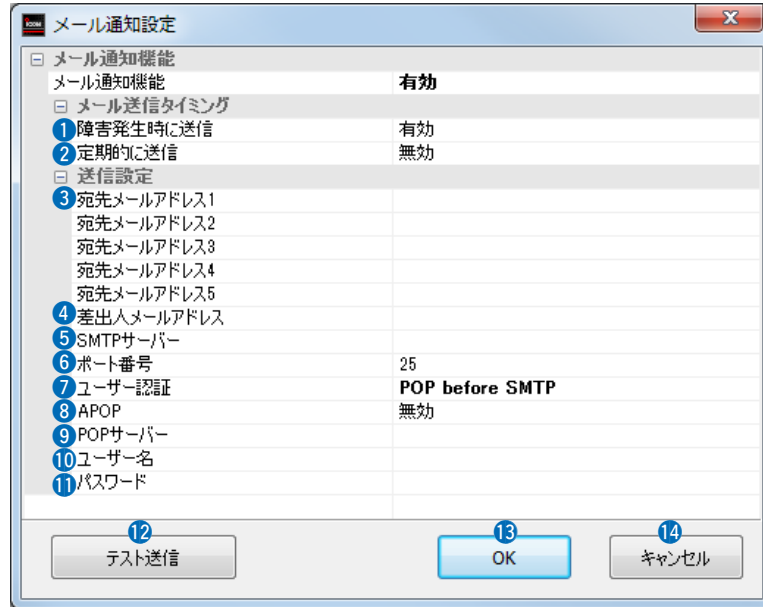 ICOM メール通知設定 x
メール通知機能
メール通知機能 有効
メール送信タイミング
1 障害発生時に送信 有効
2 定期的に送信 無効
送信設定
3 宛先メールアドレス1
宛先メールアドレス2
宛先メールアドレス3
宛先メールアドレス4
宛先メールアドレス5
4 差出人メールアドレス
5 SMTPサーバー
6 ポート番号 25
7 ユーザー認証 POP before SMTP
8 APOP 無効
9 POPサーバー
10 ユーザー名
11 パスワード
12 13 14
テスト送信 OK キャンセル